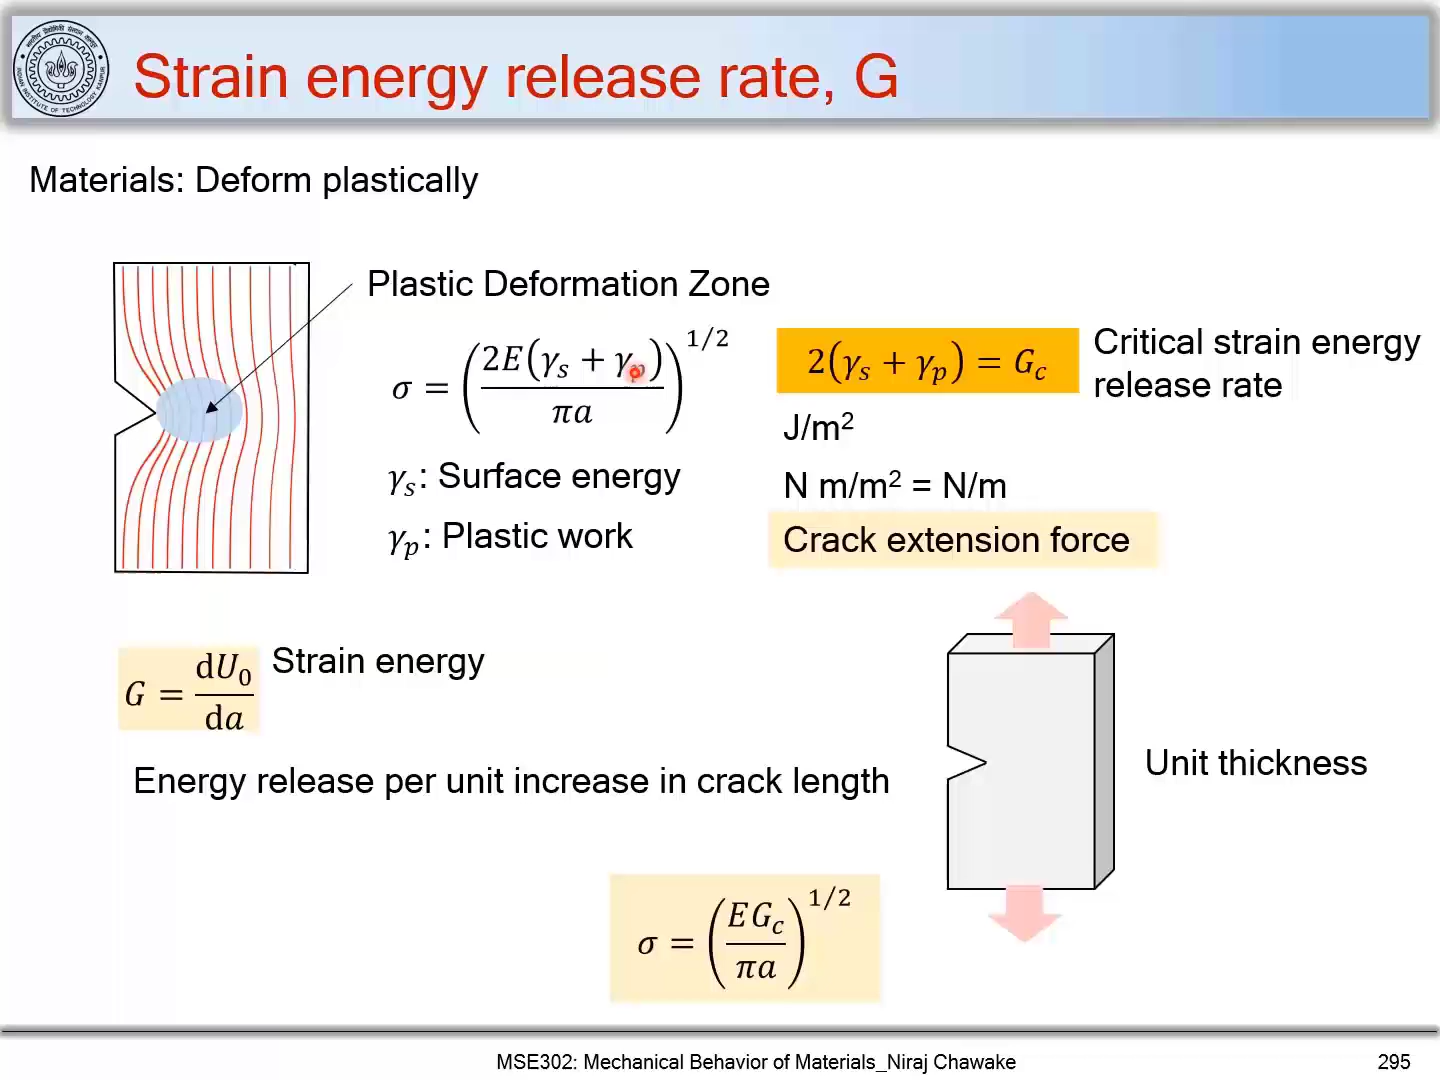 Strain energy release rate, G
Materials: Deform plastically
Plastic Deformation Zone
σ = (2E(γₛ + γₚ) / πa)^1/2
γₛ: Surface energy
γₚ: Plastic work
2(γₛ + γₚ) = G_c
Critical strain energy
release rate
J/m²
N m/m² = N/m
Crack extension force
G = dU₀/da
Strain energy
Energy release per unit increase in crack length
Unit thickness
σ = (EG_c / πa)^1/2
MSE302: Mechanical Behavior of Materials_Niraj Chawake
295